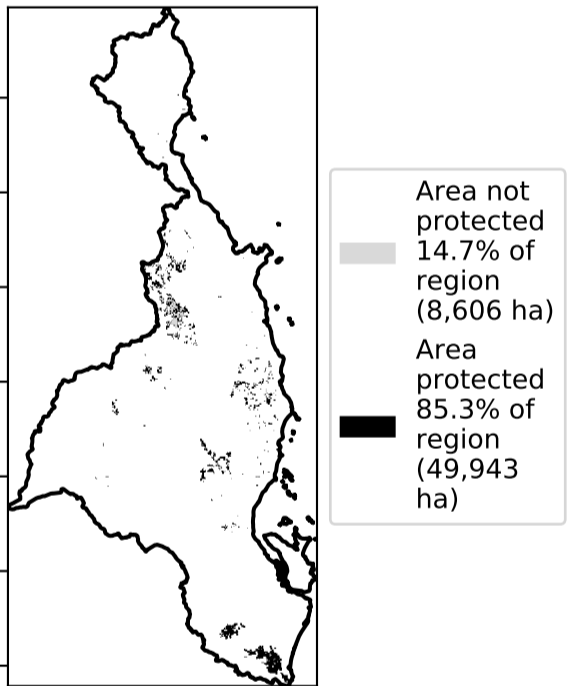 Area not
protected
14.7% of
region
(8,606 ha)
Area
protected
85.3% of
region
(49,943
ha)